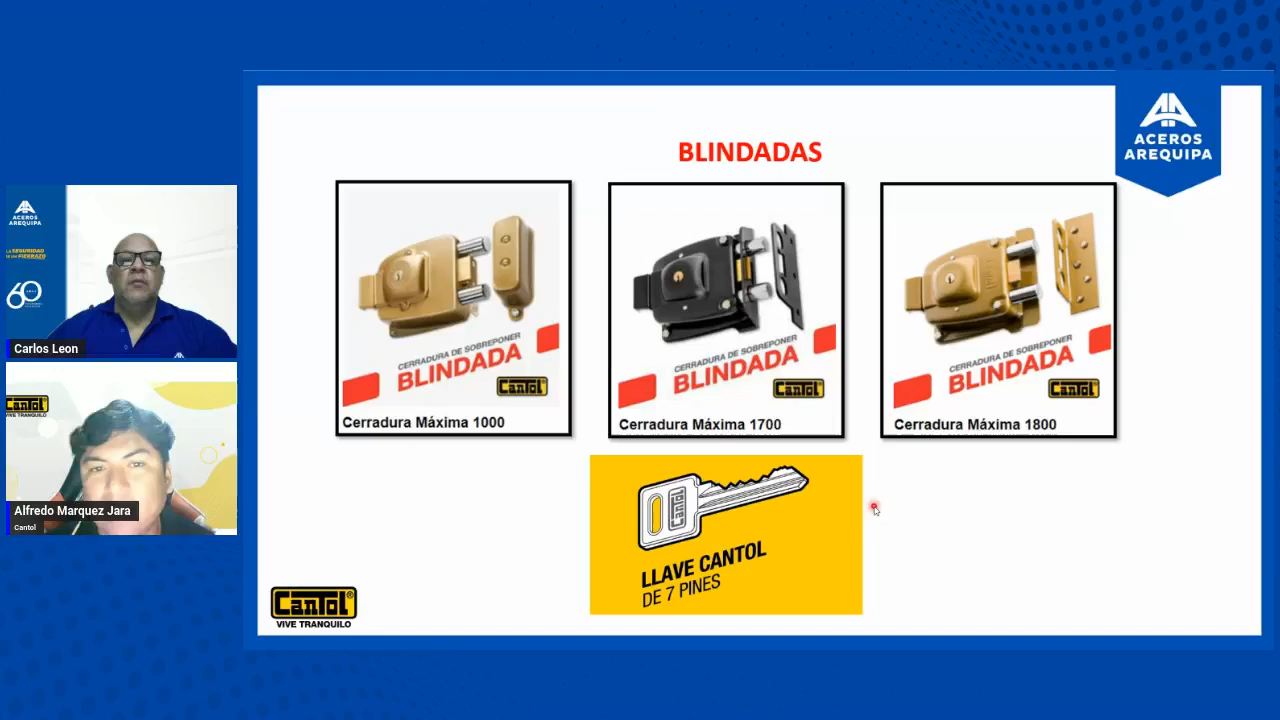 BLINDADAS
ACEROS
AREQUIPA
CERRADURA DE SOBREPONER
BLINDADA
CANTOL
Cerradura Máxima 1000
CERRADURA DE SOBREPONER
BLINDADA
CANTOL
Cerradura Máxima 1700
CERRADURA DE SOBREPONER
BLINDADA
CANTOL
Cerradura Máxima 1800
CANTOL
LLAVE CANTOL
DE 7 PINES
CANTOL®
VIVE TRANQUILO
ACEROS
AREQUIPA
60
Carlos Leon
CANTOL
VIVE TRANQUILO
Alfredo Marquez Jara
Cantol